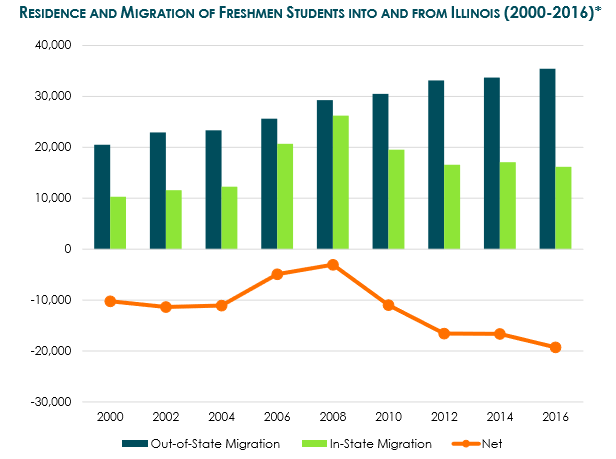 RESIDENCE AND MIGRATION OF FRESHMEN STUDENTS INTO AND FROM ILLINOIS (2000-2016)*
40,000
30,000
20,000
10,000
0
-10,000
-20,000
-30,000
2000 2002 2004 2006 2008 2010 2012 2014 2016
Out-of-State Migration In-State Migration Net